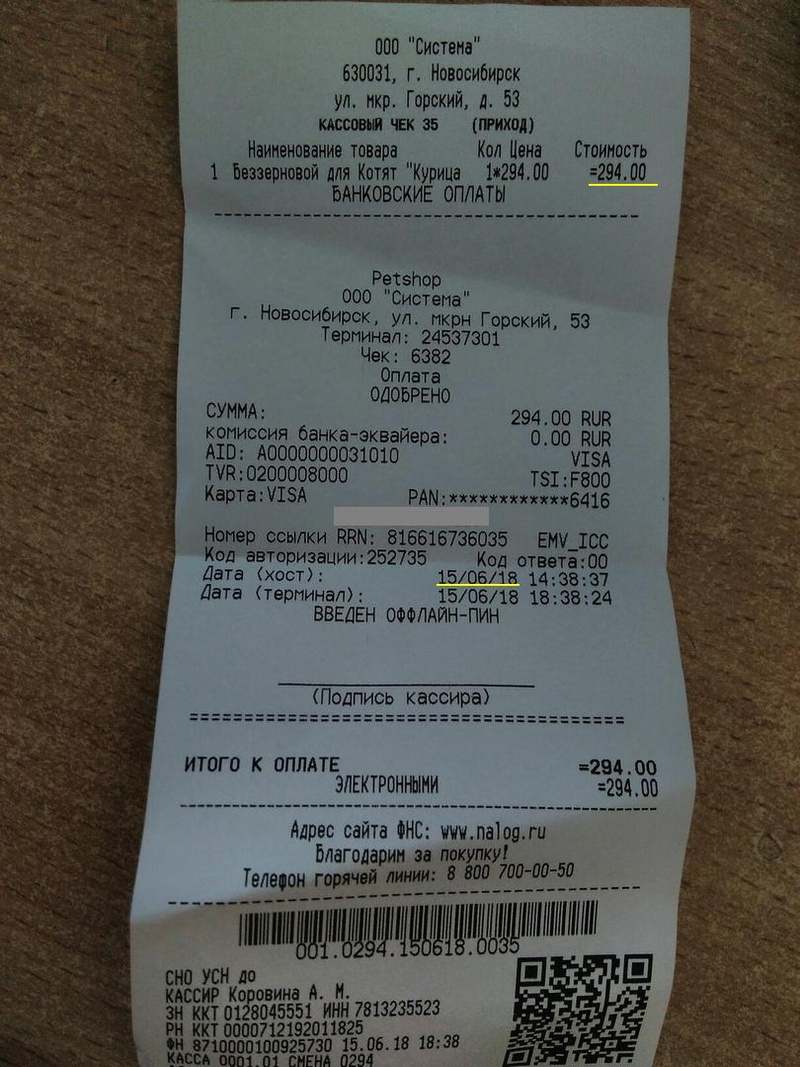 ООО "Система"
630031, г. Новосибирск
ул. мкр. Горский, д. 53
КАССОВЫЙ ЧЕК 35 (ПРИХОД)
Наименование товара Кол Цена Стоимость
1 Беззерновой для Котят "Курица 1*294.00 =294.00
БАНКОВСКИЕ ОПЛАТЫ
Petshop
ООО "Система"
г. Новосибирск, ул. мкрн Горский, 53
Терминал: 24537301
Чек: 6382
Оплата
ОДОБРЕНО
СУММА: 294.00 RUR
комиссия банка-эквайера: 0.00 RUR
AID: A0000000031010 VISA
TVR:0200008000 TSI:F800
Карта:VISA PAN:************6416
Номер ссылки RRN: 816616736035 EMV_ICC
Код авторизации:252735 Код ответа:00
Дата (хост): 15/06/18 14:38:37
Дата (терминал): 15/06/18 18:38:24
ВВЕДЕН ОФФЛАЙН-ПИН
(Подпись кассира)
ИТОГО К ОПЛАТЕ =294.00
ЭЛЕКТРОННЫМИ =294.00
Адрес сайта ФНС: www.nalog.ru
Благодарим за покупку!
Телефон горячей линии: 8 800 700-00-50
001.0294.150618.0035
СНО УСН до
КАССИР Коровина А. М.
ЗН ККТ 0128045551 ИНН 7813235523
РН ККТ 0000712192011825
ФН 8710000100925730 15.06.18 18:38
КАССА 0001.01 СМЕНА 0294